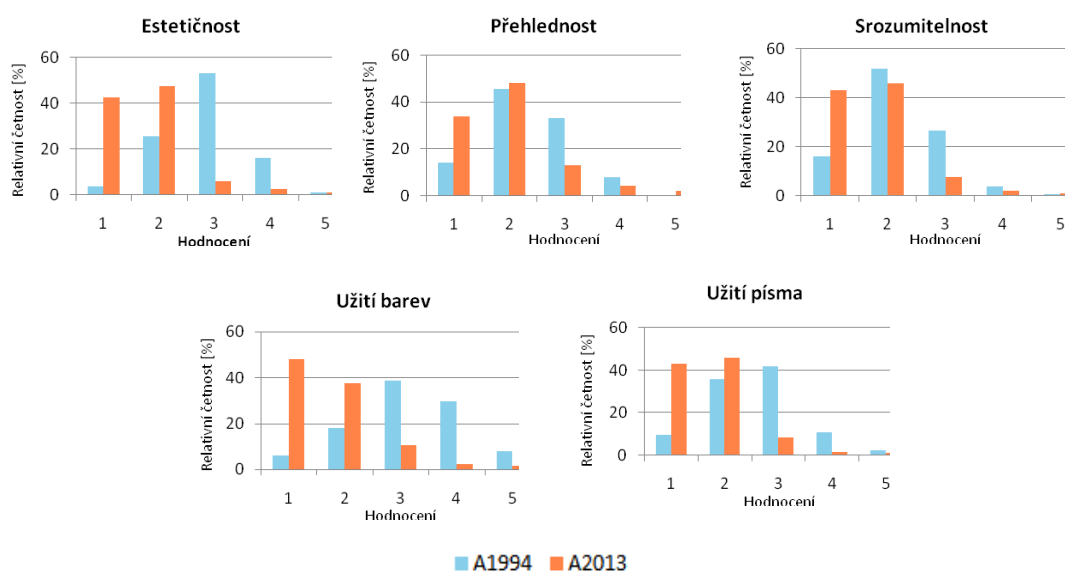 Estetičnost
Relativní četnost [%]
60
40
20
0
1 2 3 4 5
Hodnocení
Přehlednost
Relativní četnost [%]
60
40
20
0
1 2 3 4 5
Hodnocení
Srozumitelnost
Relativní četnost [%]
60
40
20
0
1 2 3 4 5
Hodnocení
Užití barev
Relativní četnost [%]
60
40
20
0
1 2 3 4 5
Hodnocení
Užití písma
Relativní četnost [%]
60
40
20
0
1 2 3 4 5
Hodnocení
A1994 A2013